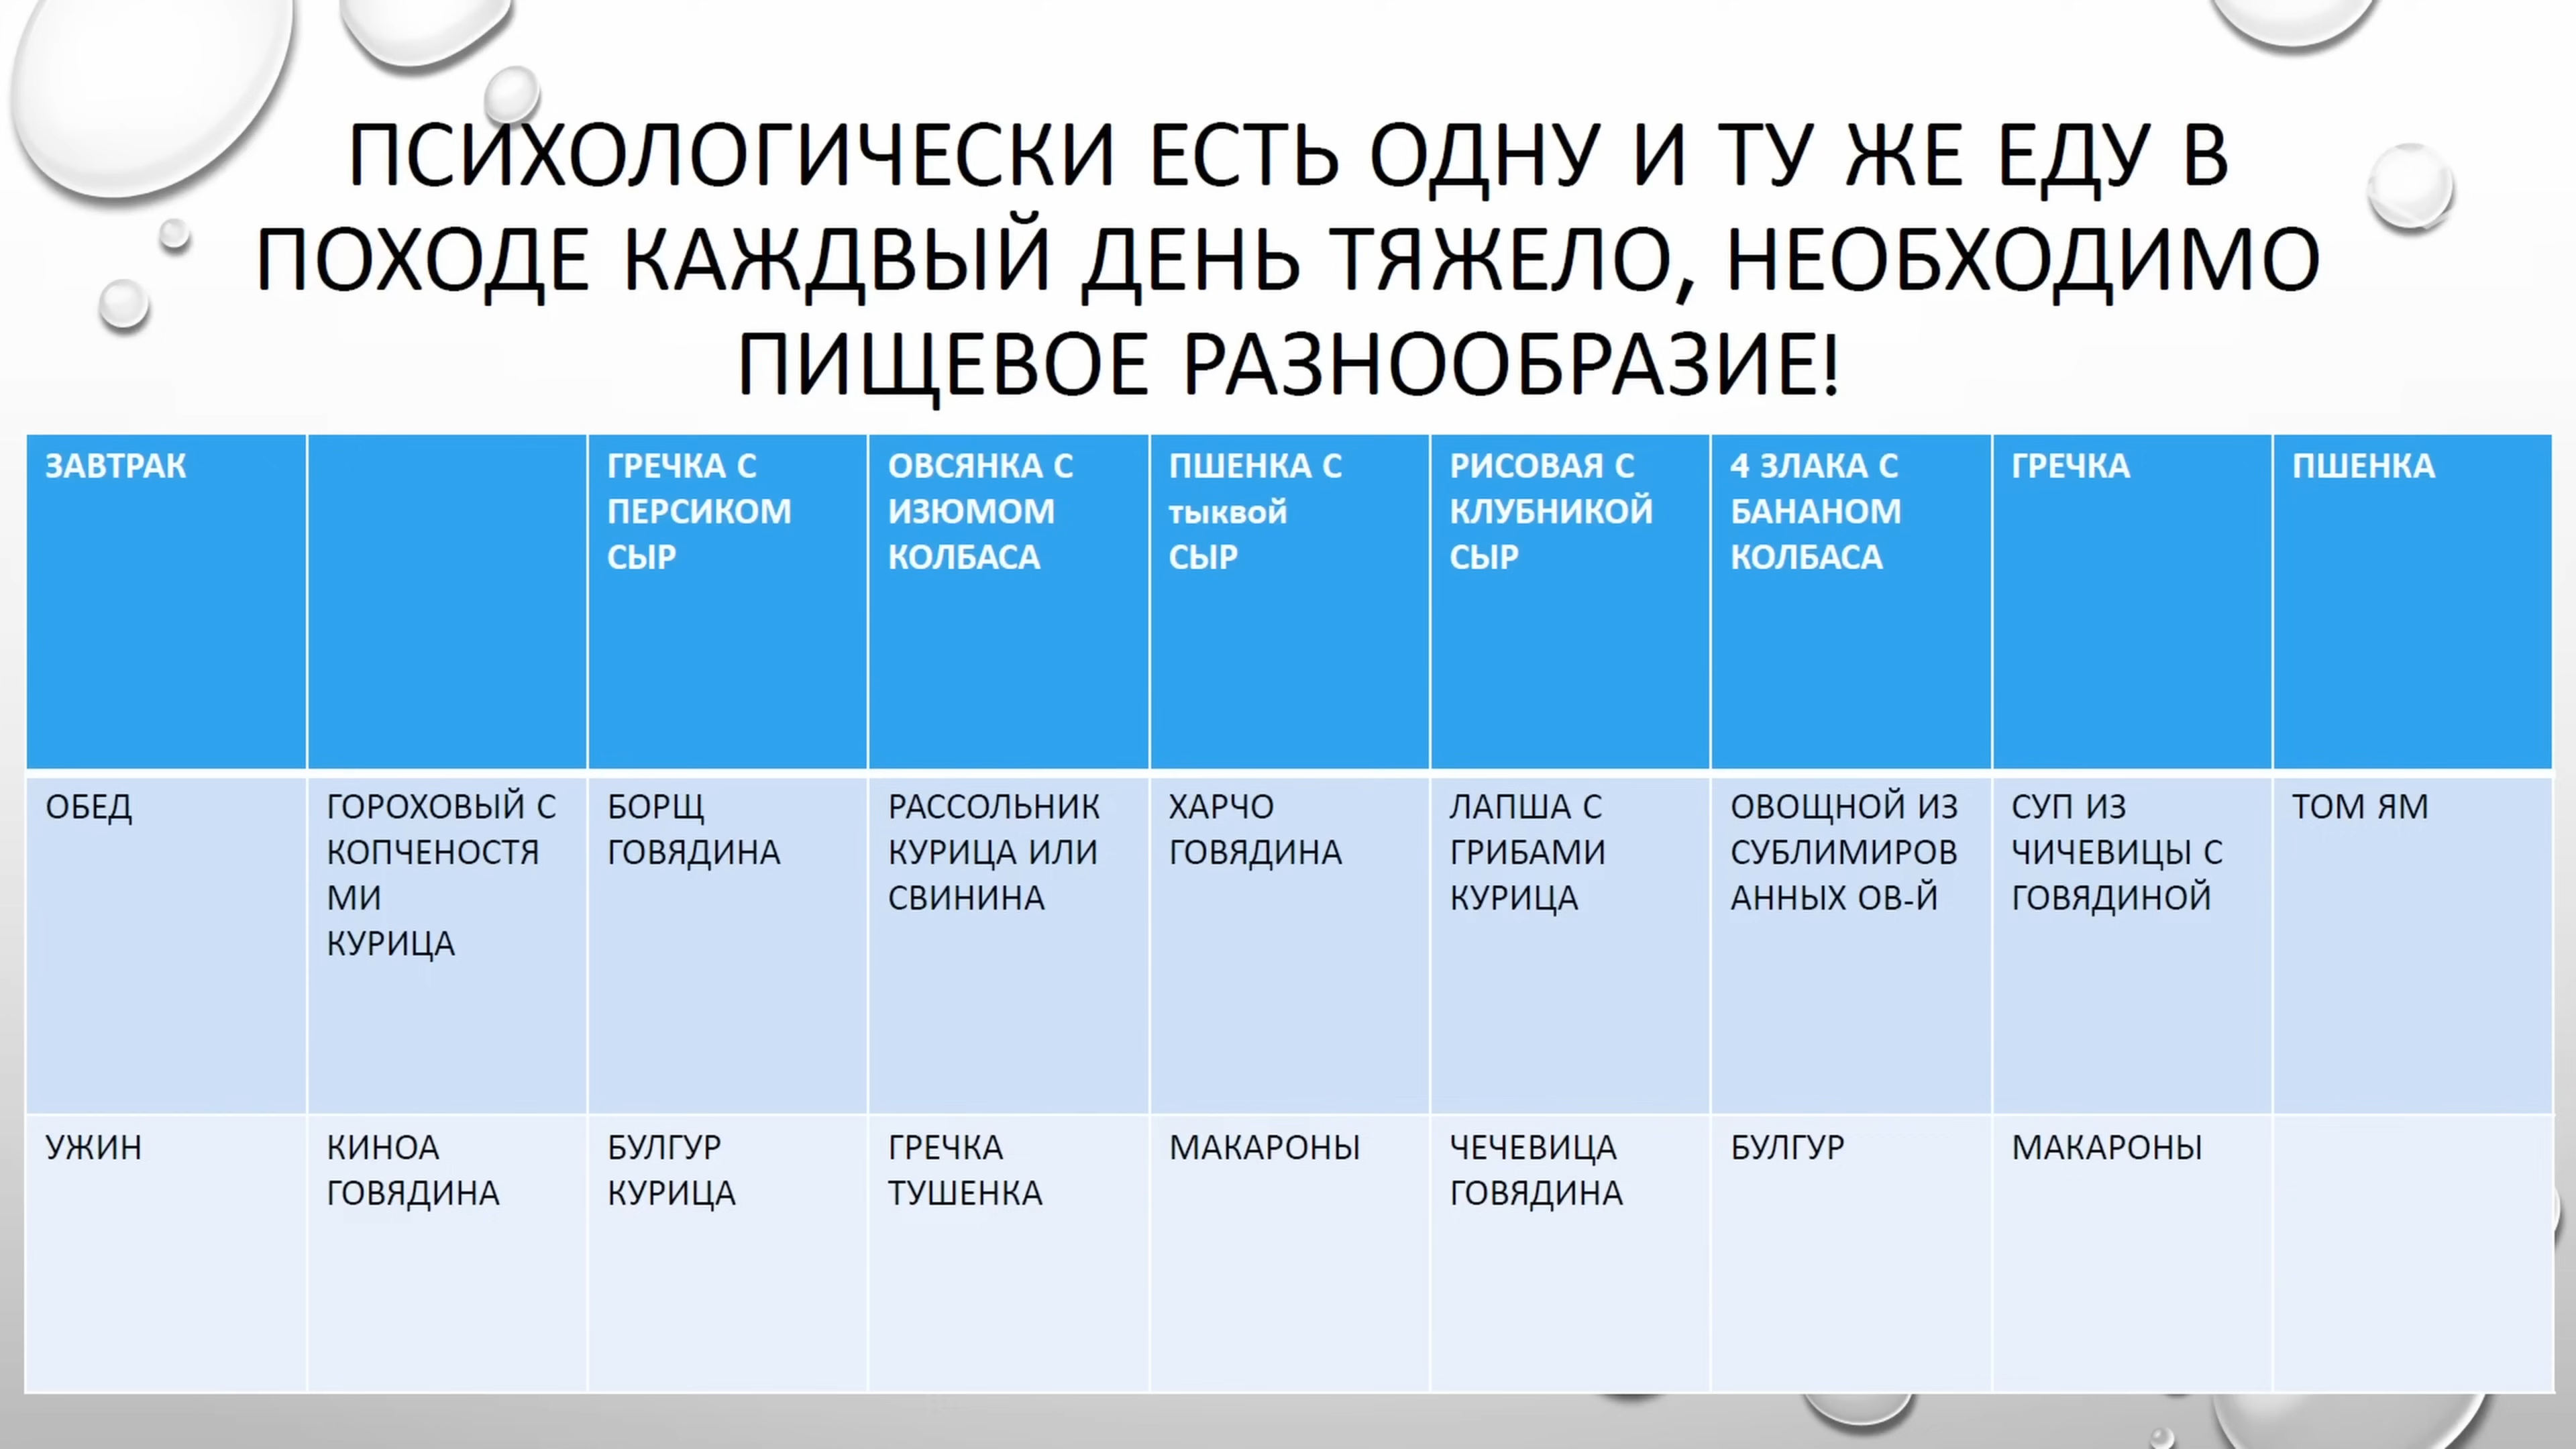 ПСИХОЛОГИЧЕСКИ ЕСТЬ ОДНУ И ТУ ЖЕ ЕДУ В
ПОХОДЕ КАЖДВЫЙ ДЕНЬ ТЯЖЕЛО, НЕОБХОДИМО
ПИЩЕВОЕ РАЗНООБРАЗИЕ!
ЗАВТРАК
ГРЕЧКА С
ПЕРСИКОМ
СЫР
ОВСЯНКА С
ИЗЮМОМ
КОЛБАСА
ПШЕНКА С
тыквой
СЫР
РИСОВАЯ С
КЛУБНИКОЙ
СЫР
4 ЗЛАКА С
БАНАНОМ
КОЛБАСА
ГРЕЧКА
ПШЕНКА
ОБЕД
ГОРОХОВЫЙ С
КОПЧЕНОСТЯ
МИ
КУРИЦА
БОРЩ
ГОВЯДИНА
РАССОЛЬНИК
КУРИЦА ИЛИ
СВИНИНА
ХАРЧО
ГОВЯДИНА
ЛАПША С
ГРИБАМИ
КУРИЦА
ОВОЩНОЙ ИЗ
СУБЛИМИРОВ
АННЫХ ОВ-Й
СУП ИЗ
ЧИЧЕВИЦЫ С
ГОВЯДИНОЙ
ТОМ ЯМ
УЖИН
КИНОА
ГОВЯДИНА
БУЛГУР
КУРИЦА
ГРЕЧКА
ТУШЕНКА
МАКАРОНЫ
ЧЕЧЕВИЦА
ГОВЯДИНА
БУЛГУР
МАКАРОНЫ